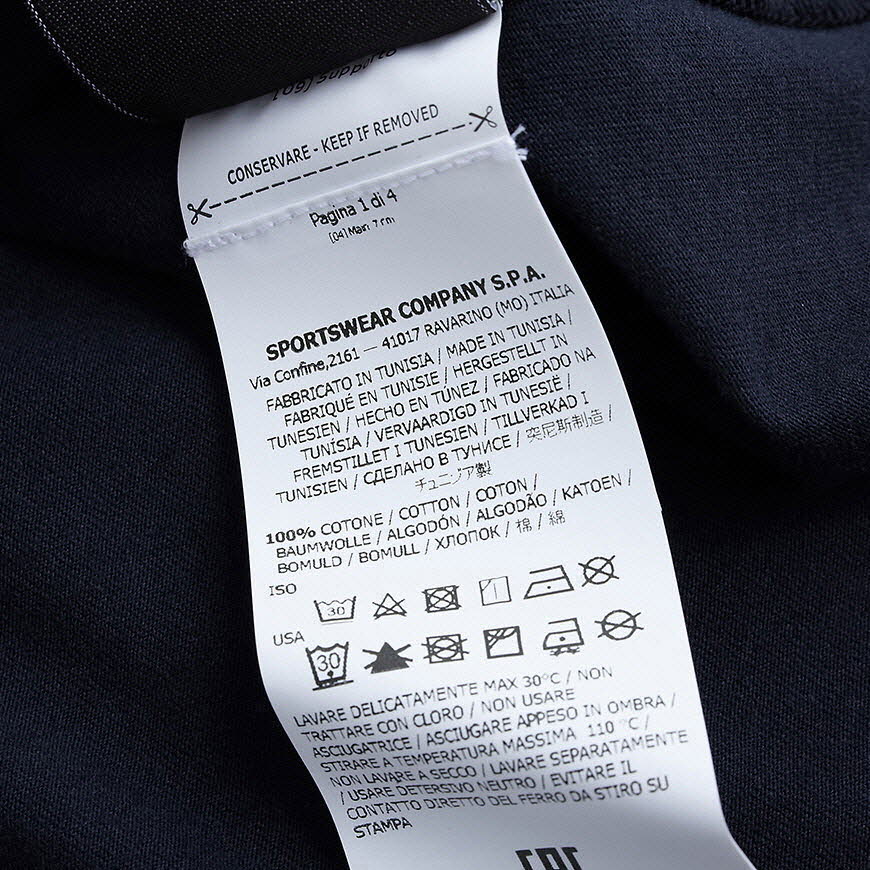 [09] Supporto
CONSERVARE - KEEP IF REMOVED
Pagina 1 di 4
[04] Main
SPORTSWEAR COMPANY S.P.A.
Via Confine,2161 — 41017 RAVARINO (MO) ITALIA
FABBRICATO IN TUNISIA / MADE IN TUNISIA /
FABRIQUÉ EN TUNISIE / HERGESTELLT IN
TUNESIEN / HECHO EN TÚNEZ / FABRICADO NA
TUNÍSIA / VERVAARDIGD IN TUNESIË /
FREMSTILLET I TUNESIEN / TILLVERKAD I
TUNISIEN / СДЕЛАНО В ТУНИСЕ / 突尼斯制造 /
チュニジア製
100% COTONE / COTTON / COTON /
BAUMWOLLE / ALGODÓN / ALGODÃO / KATOEN /
BOMULD / BOMULL / ХЛОПОК / 棉 / 綿
ISO
30
USA
30
LAVARE DELICATAMENTE MAX 30°C / NON
TRATTARE CON CLORO / NON USARE
ASCIUGATRICE / ASCIUGARE APPESO IN OMBRA /
STIRARE A TEMPERATURA MASSIMA 110 °C /
NON LAVARE A SECCO / LAVARE SEPARATAMENTE
/ USARE DETERSIVO NEUTRO / EVITARE IL
CONTATTO DIRETTO DEL FERRO DA STIRO SU
STAMPA